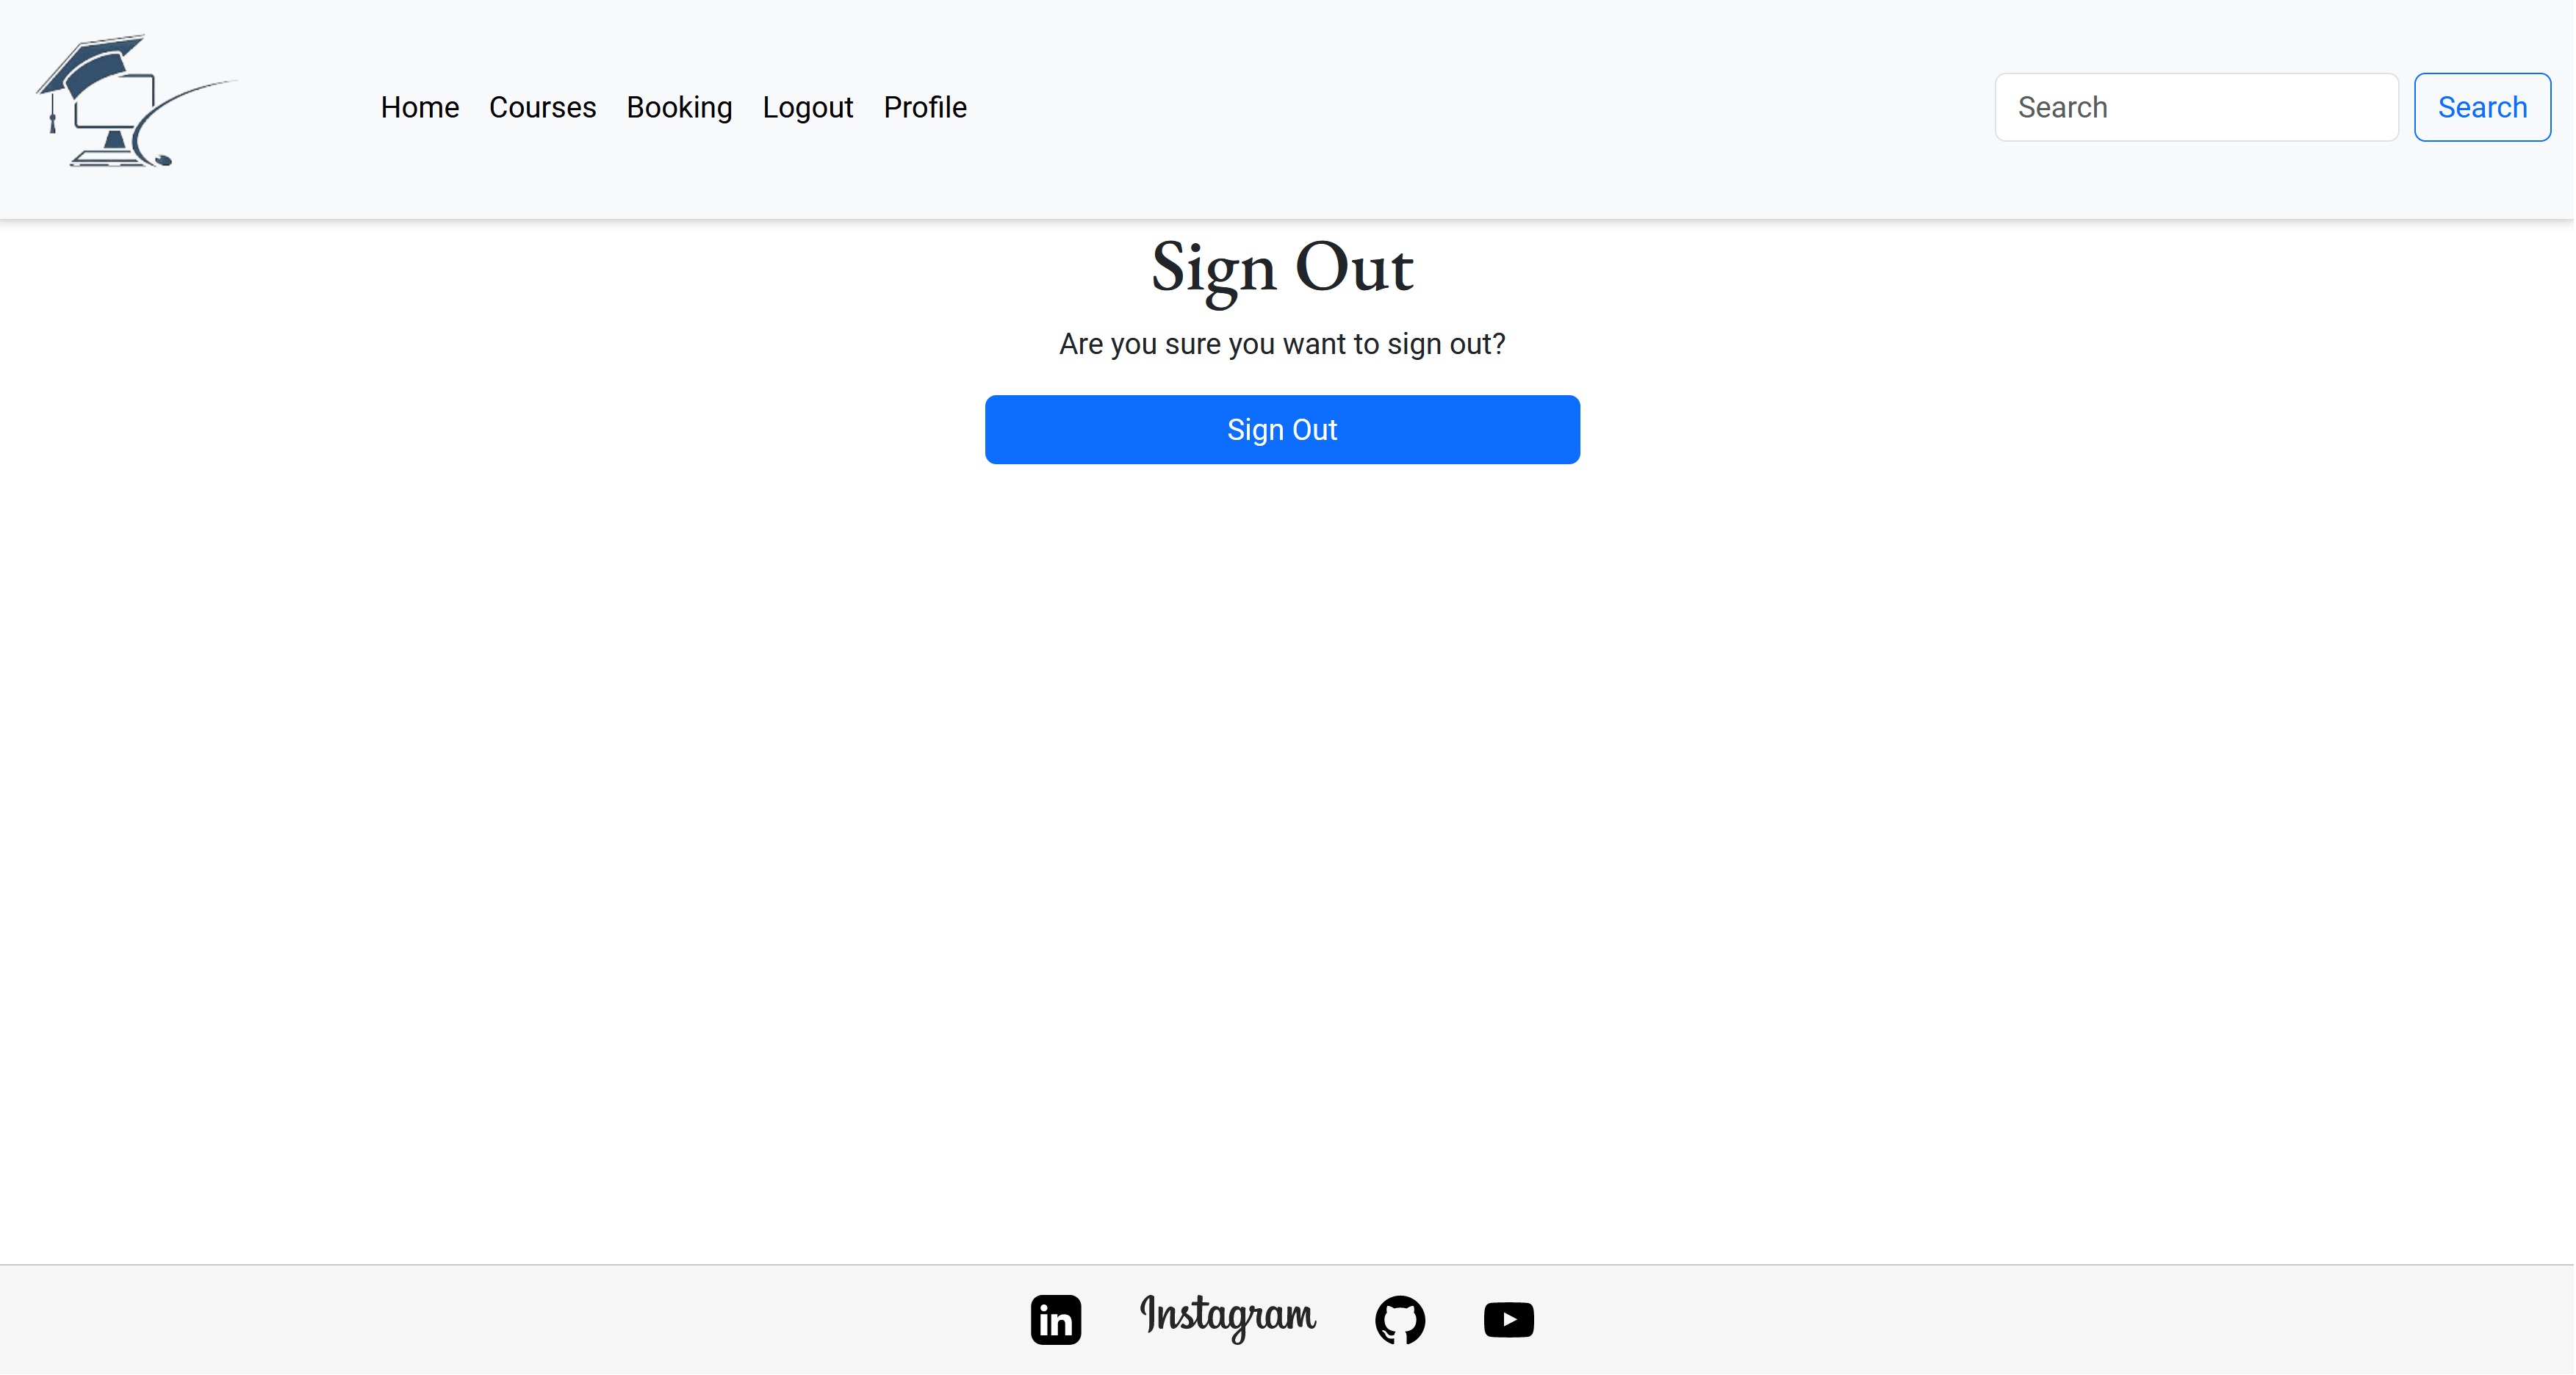 Home Courses Booking Logout Profile Search Search
Sign Out
Are you sure you want to sign out?
Sign Out
in Instagram